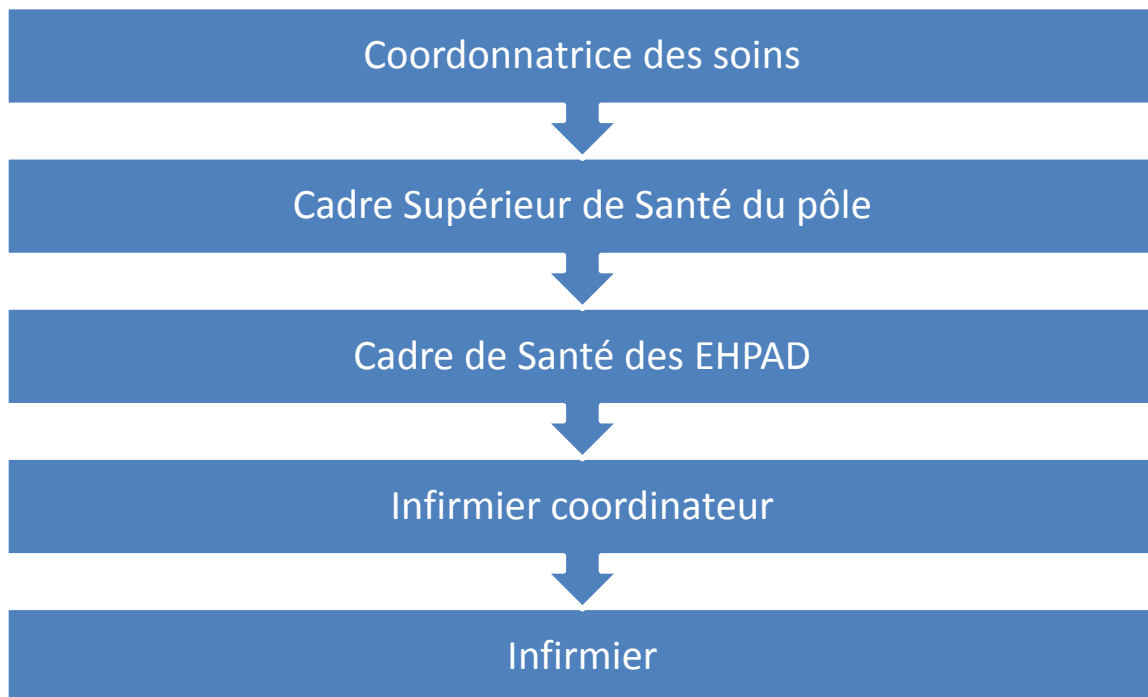 Coordonnatrice des soins
Cadre Supérieur de Santé du pôle
Cadre de Santé des EHPAD
Infirmier coordinateur
Infirmier